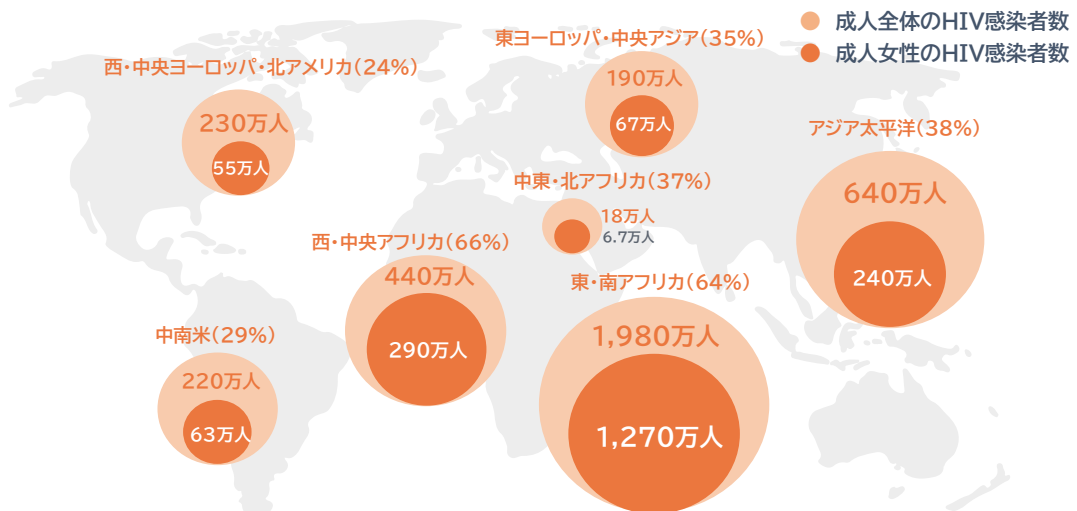 成人全体のHIV感染者数
成人女性のHIV感染者数
西・中央ヨーロッパ・北アメリカ(24%)
230万人
55万人
東ヨーロッパ・中央アジア(35%)
190万人
67万人
アジア太平洋(38%)
640万人
240万人
中東・北アフリカ(37%)
18万人
6.7万人
西・中央アフリカ(66%)
440万人
290万人
東・南アフリカ(64%)
1,980万人
1,270万人
中南米(29%)
220万人
63万人